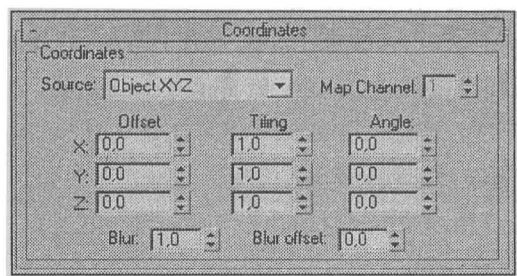 - Coordinates
Coordinates
Source: Object XYZ Map Channel: 1
Offset Tiling Angle:
X: 0,0 1,0 0,0
Y: 0,0 1,0 0,0
Z: 0,0 1,0 0,0
Blur: 1,0 Blur offset: 0,0